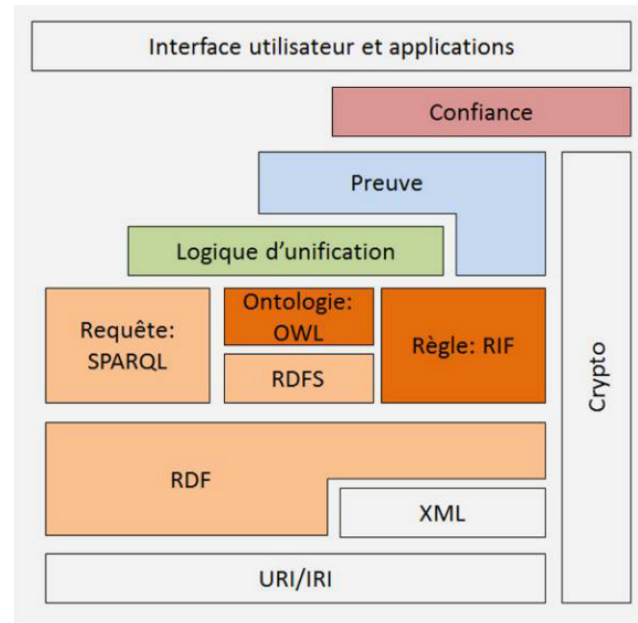 Interface utilisateur et applications
Confiance
Preuve
Logique d'unification
Requête:
SPARQL
Ontologie:
OWL
RDFS
Règle: RIF
Crypto
RDF
XML
URI/IRI